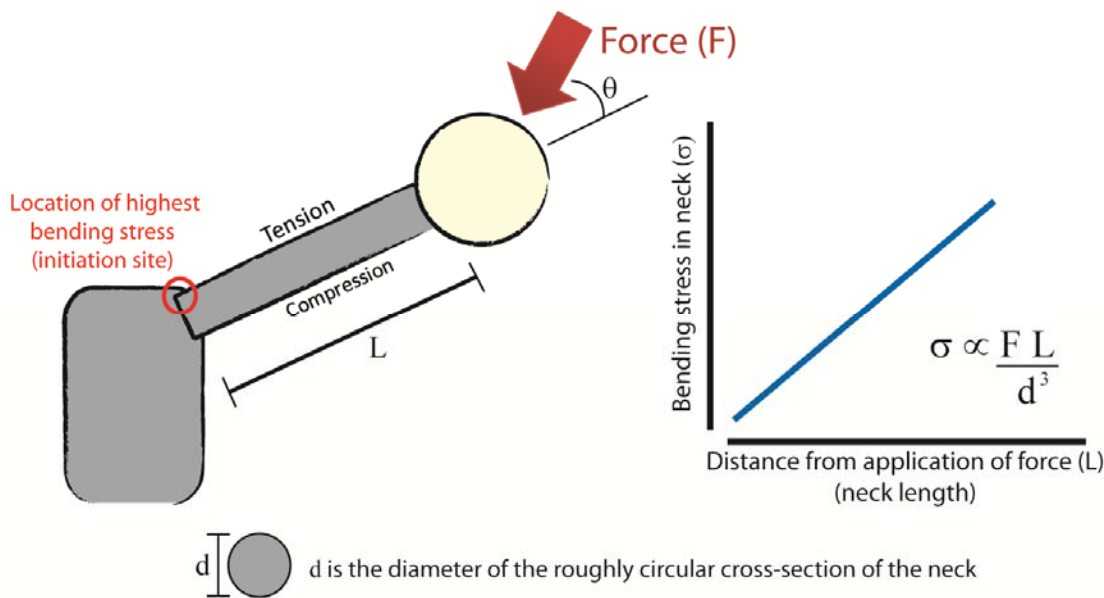 Force (F)
θ
Location of highest
bending stress
(initiation site)
Tension
Compression
L
Bending stress in neck (σ)
σ ∝ F L
d³
Distance from application of force (L)
(neck length)
d
d is the diameter of the roughly circular cross-section of the neck